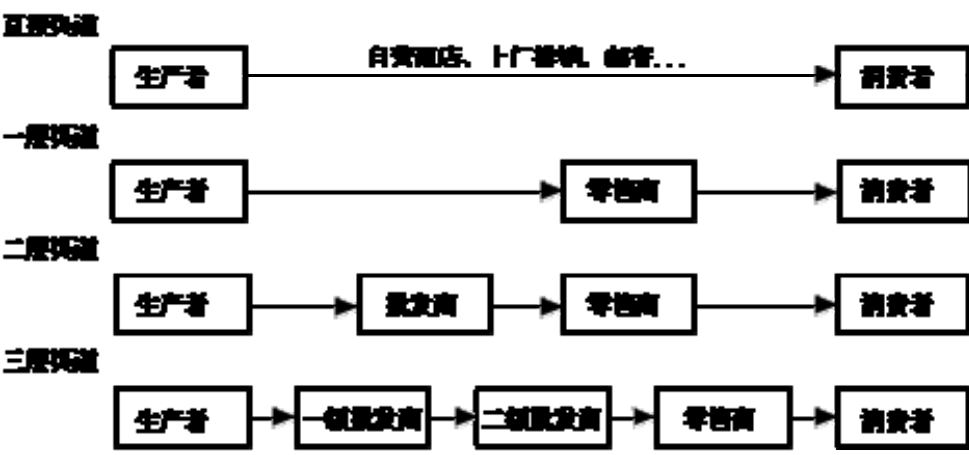 直接渠道
生产者 自营商店、上门推销、邮寄... 消费者
一层渠道
生产者 零售商 消费者
二层渠道
生产者 批发商 零售商 消费者
三层渠道
生产者 一级批发商 二级批发商 零售商 消费者